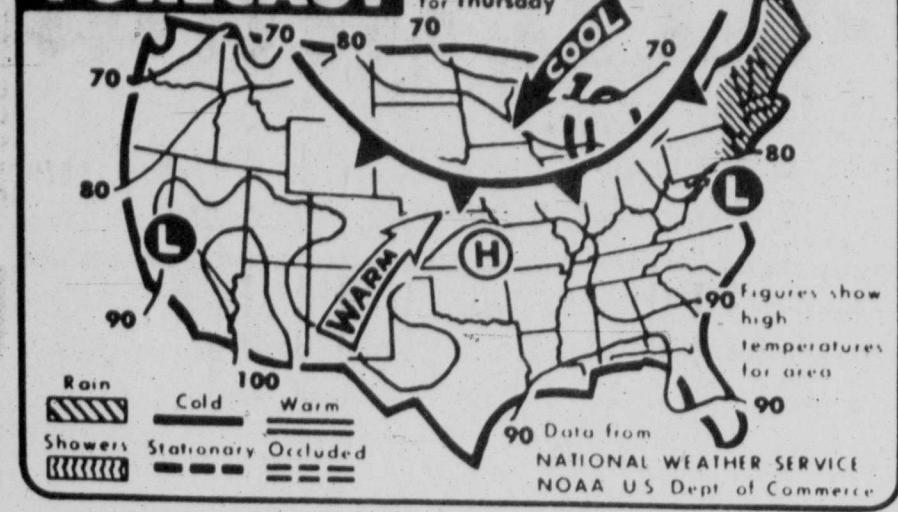 FORECAST
for Thursday
70
70
80
70
COOL
70
80
80
L
L
H
WARM
90
90
Figures show
high
temperatures
for area
100
90
90
Rain
Cold
Warm
Showers
Stationary
Occluded
Data from
NATIONAL WEATHER SERVICE
NOAA US Dept of Commerce